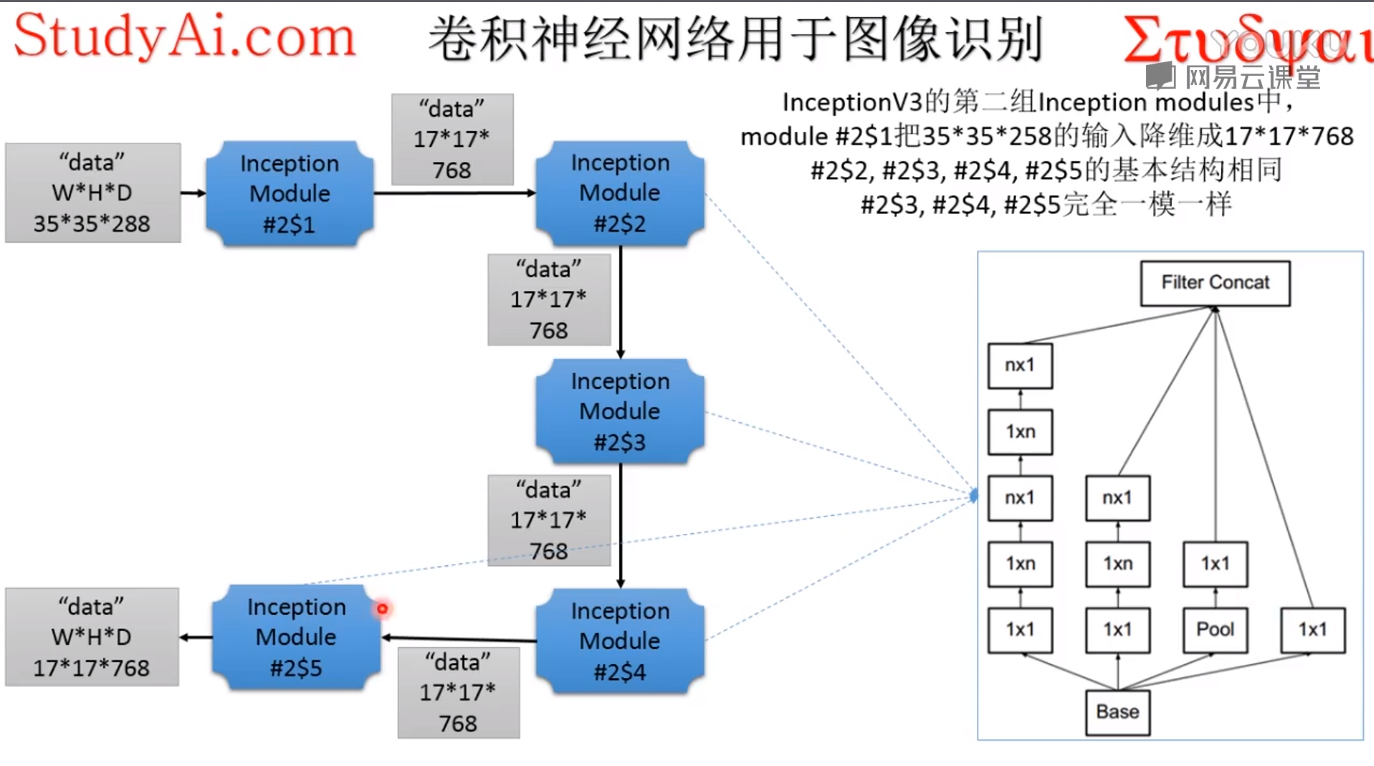 StudyAi.com
卷积神经网络用于图像识别
Στυδψαι
YOUKU
网易云课堂
InceptionV3的第二组Inception modules中，
module #2$1把35*35*258的输入降维成17*17*768
#2$2, #2$3, #2$4, #2$5的基本结构相同
#2$3, #2$4, #2$5完全一模一样
“data”
W*H*D
35*35*288
Inception
Module
#2$1
“data”
17*17*
768
Inception
Module
#2$2
“data”
17*17*
768
Inception
Module
#2$3
“data”
17*17*
768
Inception
Module
#2$4
“data”
17*17*
768
Inception
Module
#2$5
“data”
W*H*D
17*17*768
Filter Concat
nx1
1xn
nx1
nx1
1xn
1xn
1x1
1x1
1x1
Pool
1x1
Base